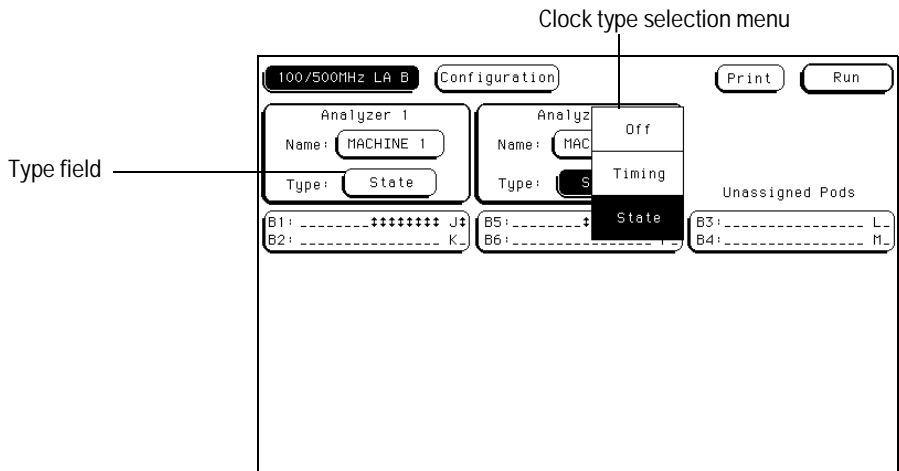 Clock type selection menu
100/500MHz LA B Configuration Print Run
Analyzer 1
Name: MACHINE 1
Type: State
Type field
Analyz
Name: MAC
Type: S
Off
Timing
State
Unassigned Pods
B1: _______‡‡‡‡‡‡‡‡‡ J‡
B2: ________________ K_
B5: _______‡
B6: ________________
B3: ________________ L_
B4: ________________ M_